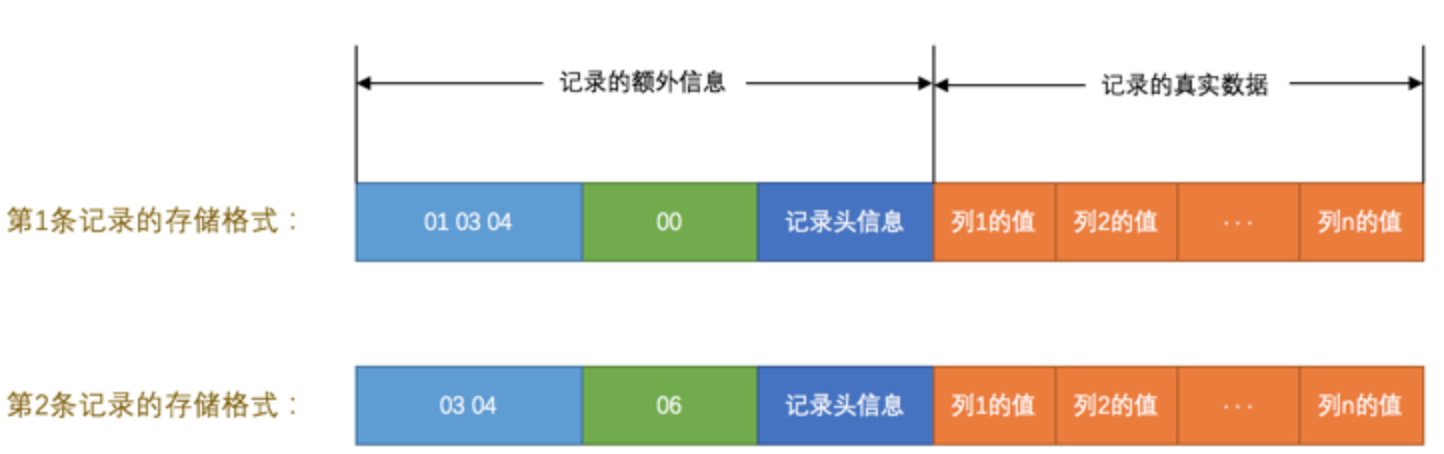 记录的额外信息 记录的真实数据
第1条记录的存储格式： 01 03 04 00 记录头信息 列1的值 列2的值 ... 列n的值
第2条记录的存储格式： 03 04 06 记录头信息 列1的值 列2的值 ... 列n的值